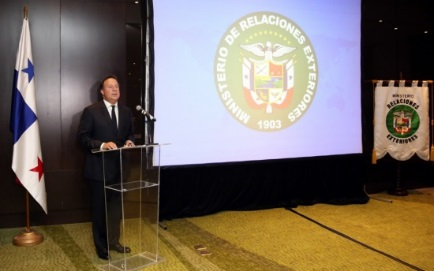 MINISTERIO DE RELACIONES EXTERIORES
1903
MINISTERIO
RELACIONES
EXTERIORES